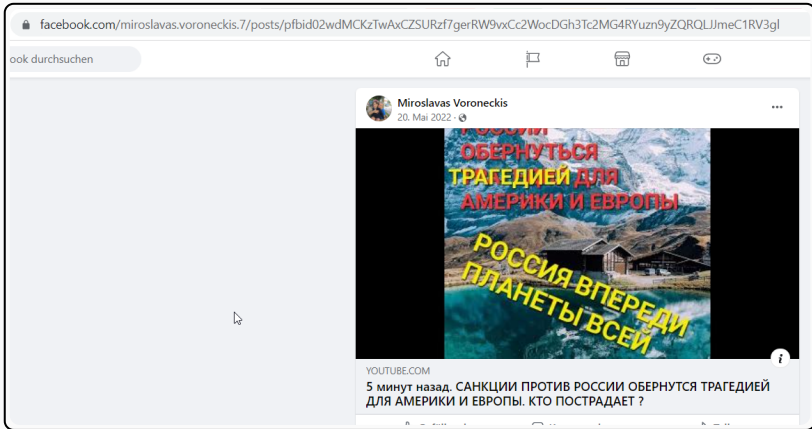 facebook.com/miroslavas.voroneckis.7/posts/pfbid02wdMCKzTwAxCZSURzf7gerRW9vxCc2WocDGh3Tc2MG4RYuzn9yZQRQLJJmeC1RV3gl
ook durchsuchen
Miroslavas Voroneckis
20. Mai 2022
РОССИИ
ОБЕРНУТЬСЯ
ТРАГЕДИЕЙ ДЛЯ
АМЕРИКИ И ЕВРОПЫ
РОССИЯ ВПЕРЕДИ
ПЛАНЕТЫ ВСЕЙ
YOUTUBE.COM
5 минут назад. САНКЦИИ ПРОТИВ РОССИИ ОБЕРНУТСЯ ТРАГЕДИЕЙ
ДЛЯ АМЕРИКИ И ЕВРОПЫ. КТО ПОСТРАДАЕТ ?